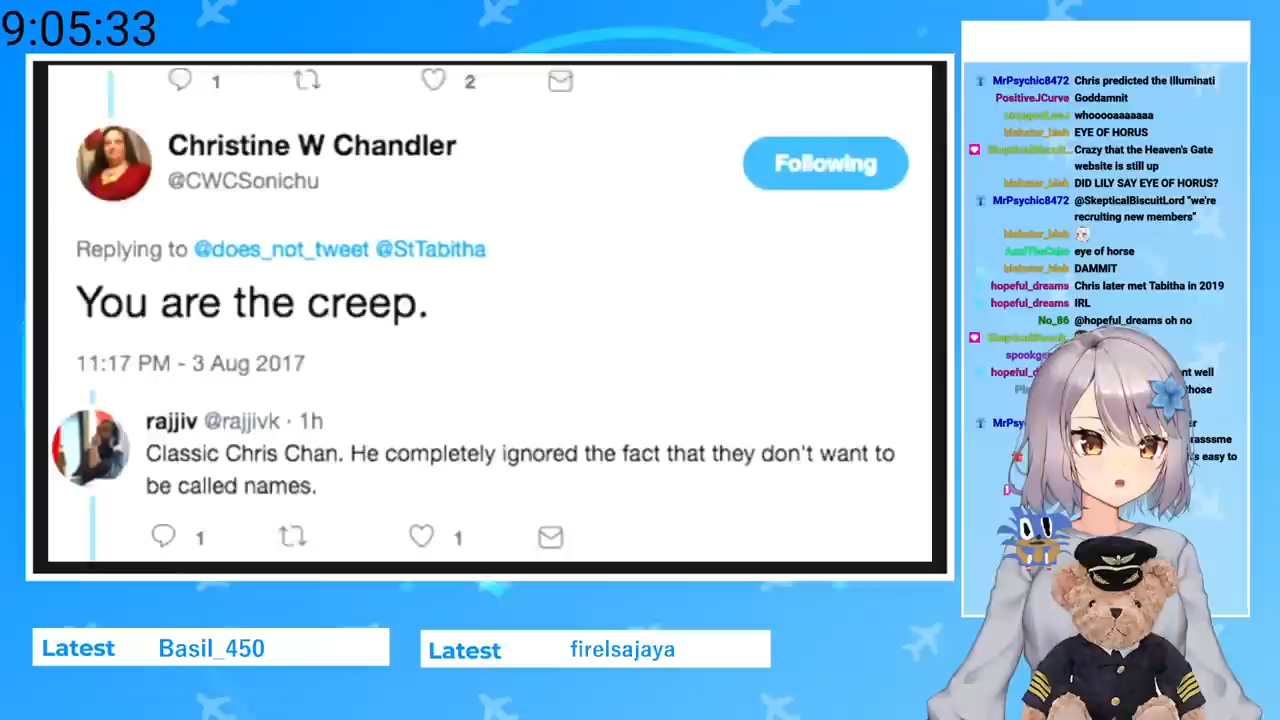 9:05:33
1
2
Christine W Chandler
@CWCSonichu
Following
Replying to @does_not_tweet @StTabitha
You are the creep.
11:17 PM - 3 Aug 2017
rajjiv @rajjivk · 1h
Classic Chris Chan. He completely ignored the fact that they don't want to
be called names.
1
1
Latest Basil_450
Latest firelsajaya
MrPsychic8472 Chris predicted the Illuminati
PositiveJCurve Goddamnit
whooooaaaaaaa
EYE OF HORUS
Crazy that the Heaven's Gate
website is still up
DID LILY SAY EYE OF HORUS?
MrPsychic8472 @SkepticalBiscuitLord "we're
recruiting new members"
eye of horse
DAMMIT
hopeful_dreams Chris later met Tabitha in 2019
hopeful_dreams IRL
No_86 @hopeful_dreams oh no